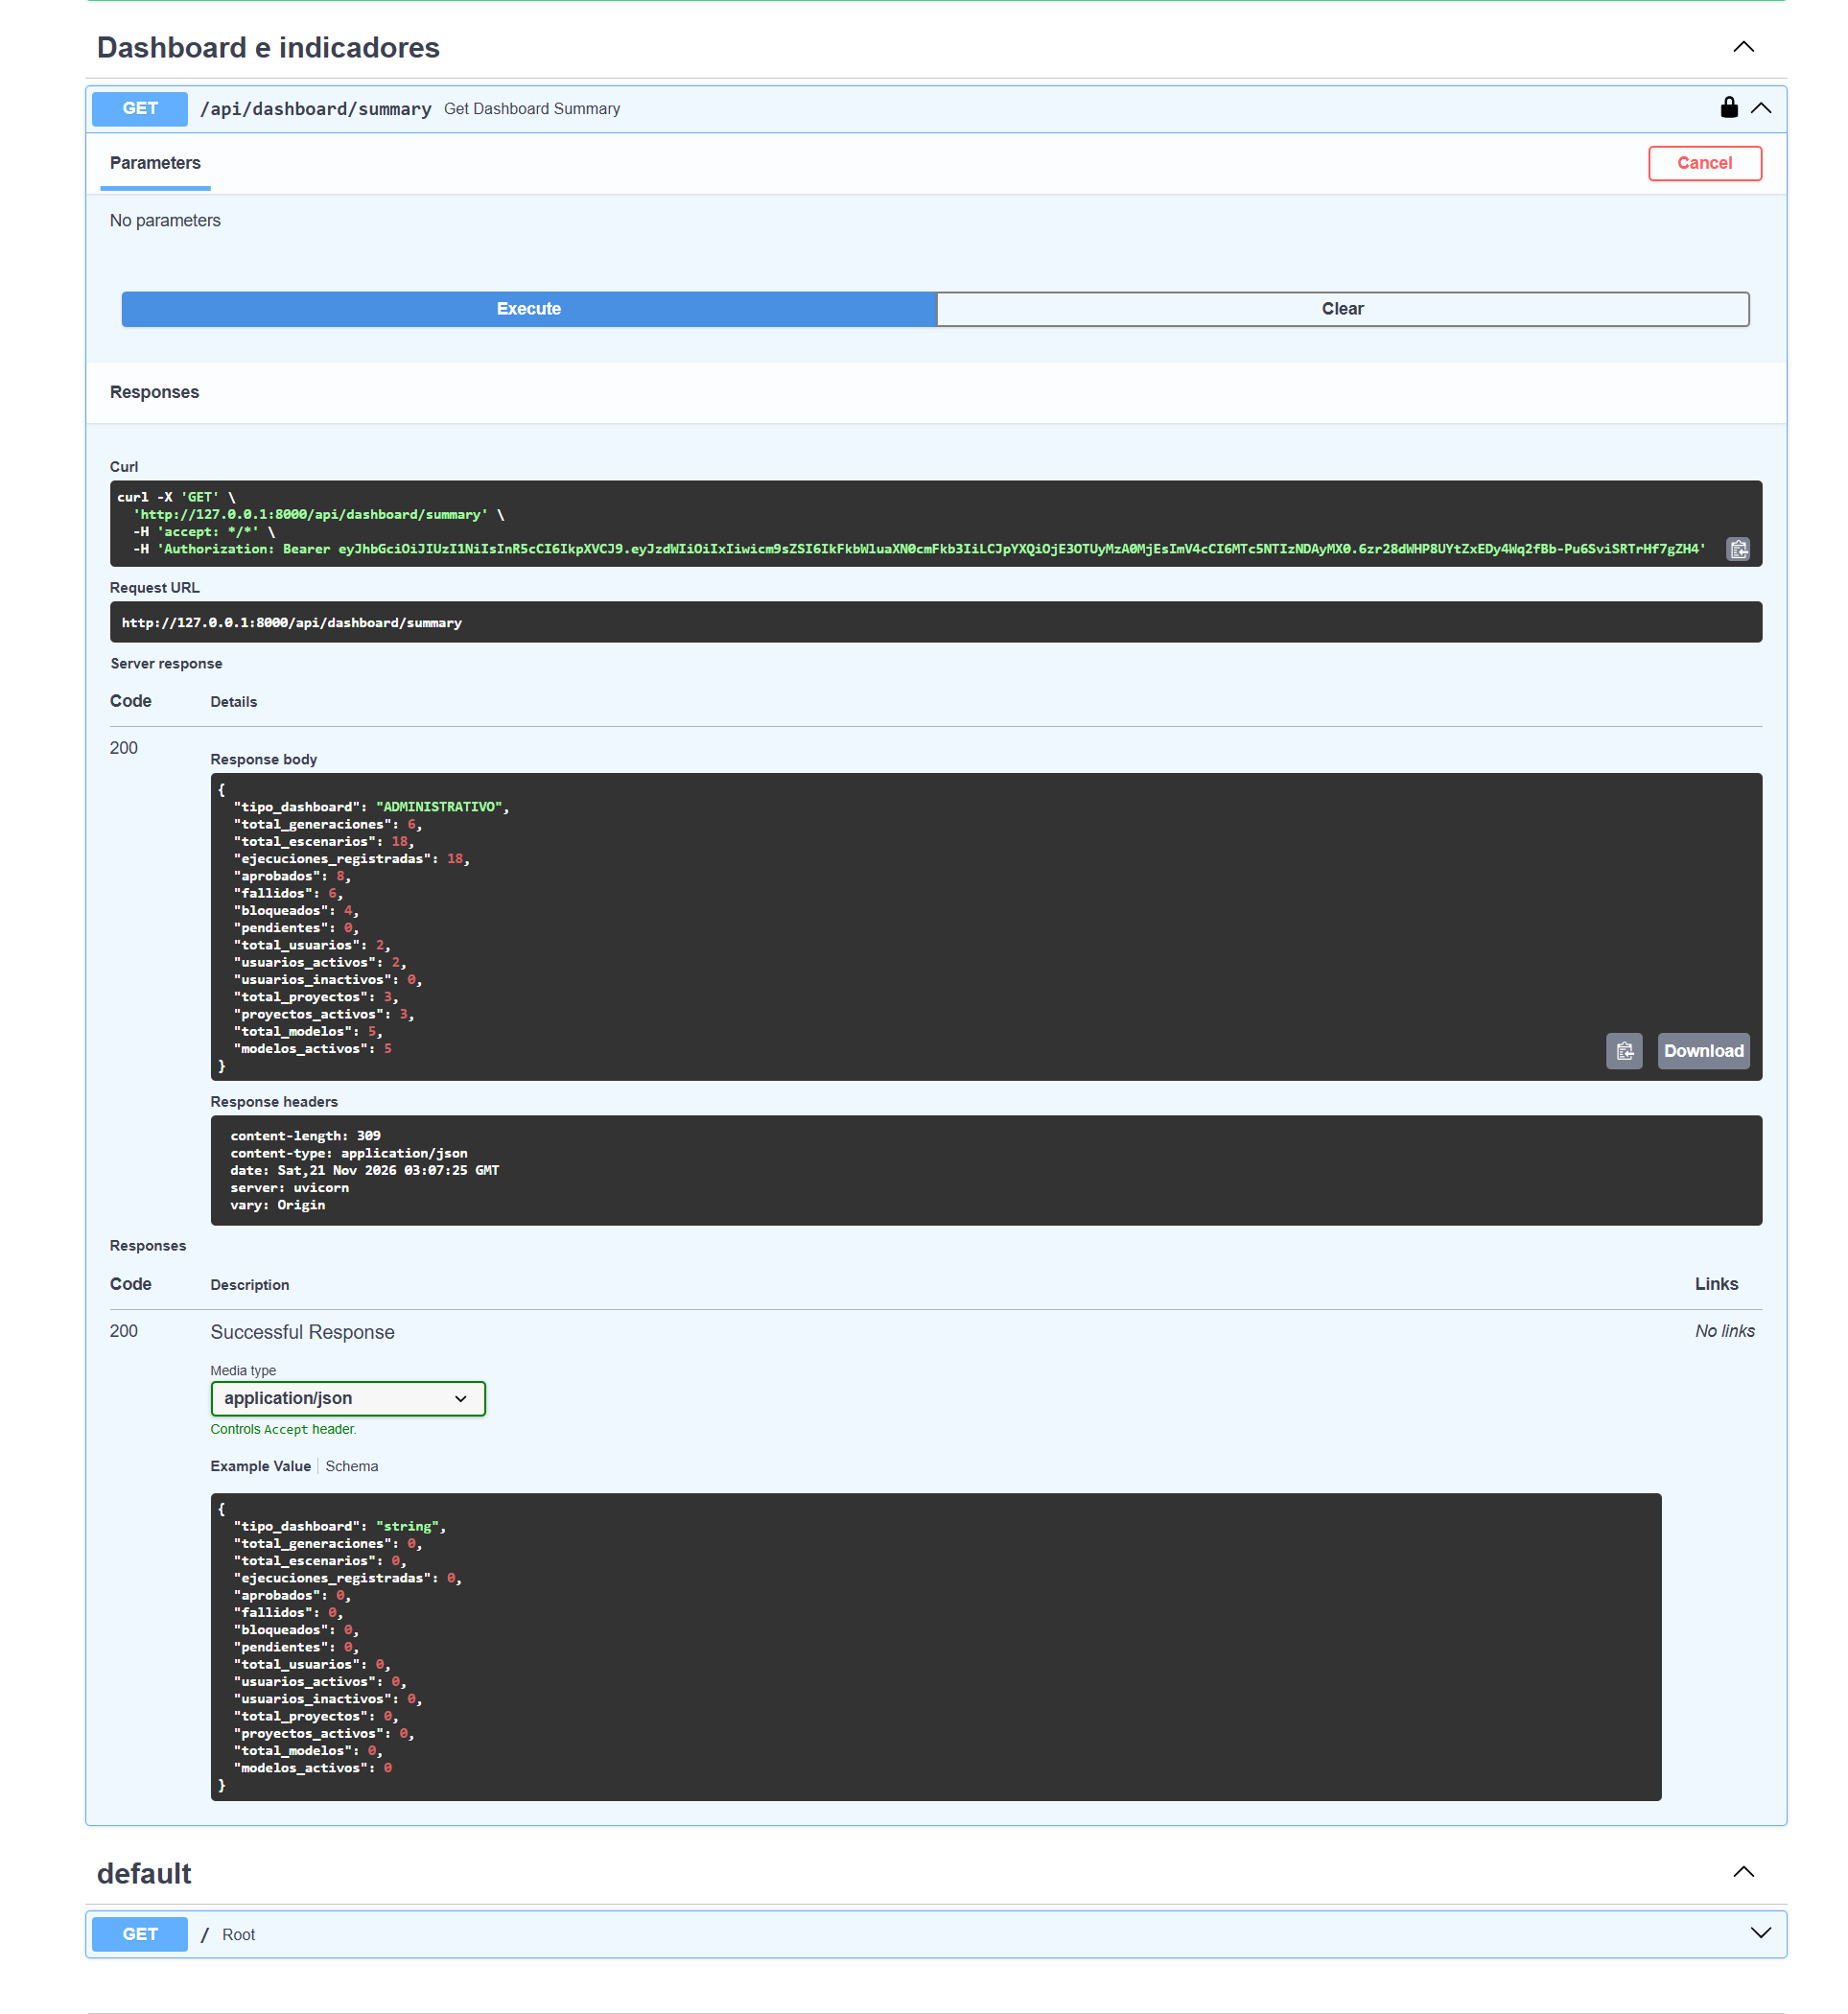 Dashboard e indicadores
GET /api/dashboard/summary Get Dashboard Summary
Parameters Cancel
No parameters
Execute Clear
Responses
Curl
curl -X 'GET' \
'http://127.0.0.1:8000/api/dashboard/summary' \
-H 'accept: */*' \
-H 'Authorization: Bearer eyJhbGciOiJIUzI1NiIsInR5cCI6IkpXVCJ9.eyJzdWIiOiIxIiwicm9sZSI6IkFkbWluaXN0cmFkb3IiLCJpYXQiOjE3OTUyMzA0MjEsImV4cCI6MTc5NTIzNDAyMX0.6zr28dWHP8UYtZxEDy4Wq2fBb-Pu6SviSRTrHf7gZH4'
Request URL
http://127.0.0.1:8000/api/dashboard/summary
Server response
Code Details
200
Response body
{
"tipo_dashboard": "ADMINISTRATIVO",
"total_generaciones": 6,
"total_escenarios": 18,
"ejecuciones_registradas": 18,
"aprobados": 8,
"fallidos": 6,
"bloqueados": 4,
"pendientes": 0,
"total_usuarios": 2,
"usuarios_activos": 2,
"usuarios_inactivos": 0,
"total_proyectos": 3,
"proyectos_activos": 3,
"total_modelos": 5,
"modelos_activos": 5
}
Download
Response headers
content-length: 309
content-type: application/json
date: Sat,21 Nov 2026 03:07:25 GMT
server: uvicorn
vary: Origin
Responses
Code Description Links
200 Successful Response No links
Media type
application/json
Controls Accept header.
Example Value Schema
{
"tipo_dashboard": "string",
"total_generaciones": 0,
"total_escenarios": 0,
"ejecuciones_registradas": 0,
"aprobados": 0,
"fallidos": 0,
"bloqueados": 0,
"pendientes": 0,
"total_usuarios": 0,
"usuarios_activos": 0,
"usuarios_inactivos": 0,
"total_proyectos": 0,
"proyectos_activos": 0,
"total_modelos": 0,
"modelos_activos": 0
}
default
GET / Root